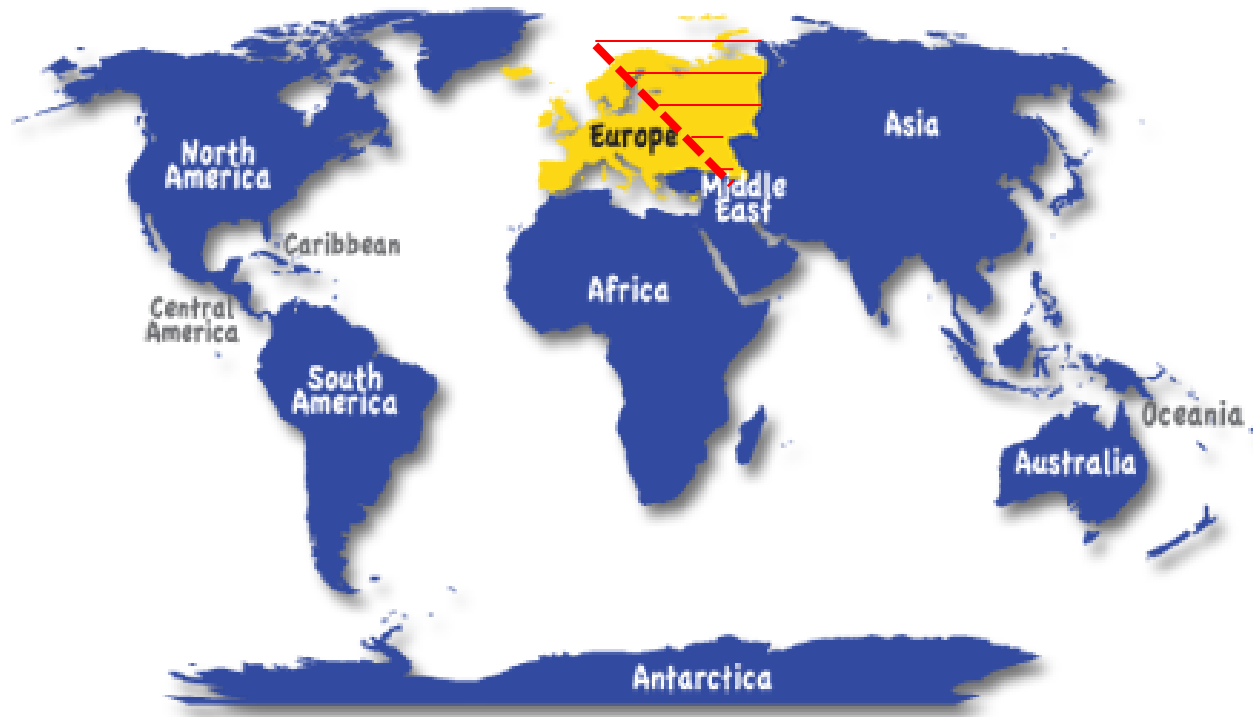 Europe
Asia
North
America
Middle
East
Caribbean
Africa
Central
America
South
America
Oceania
Australia
Antarctica